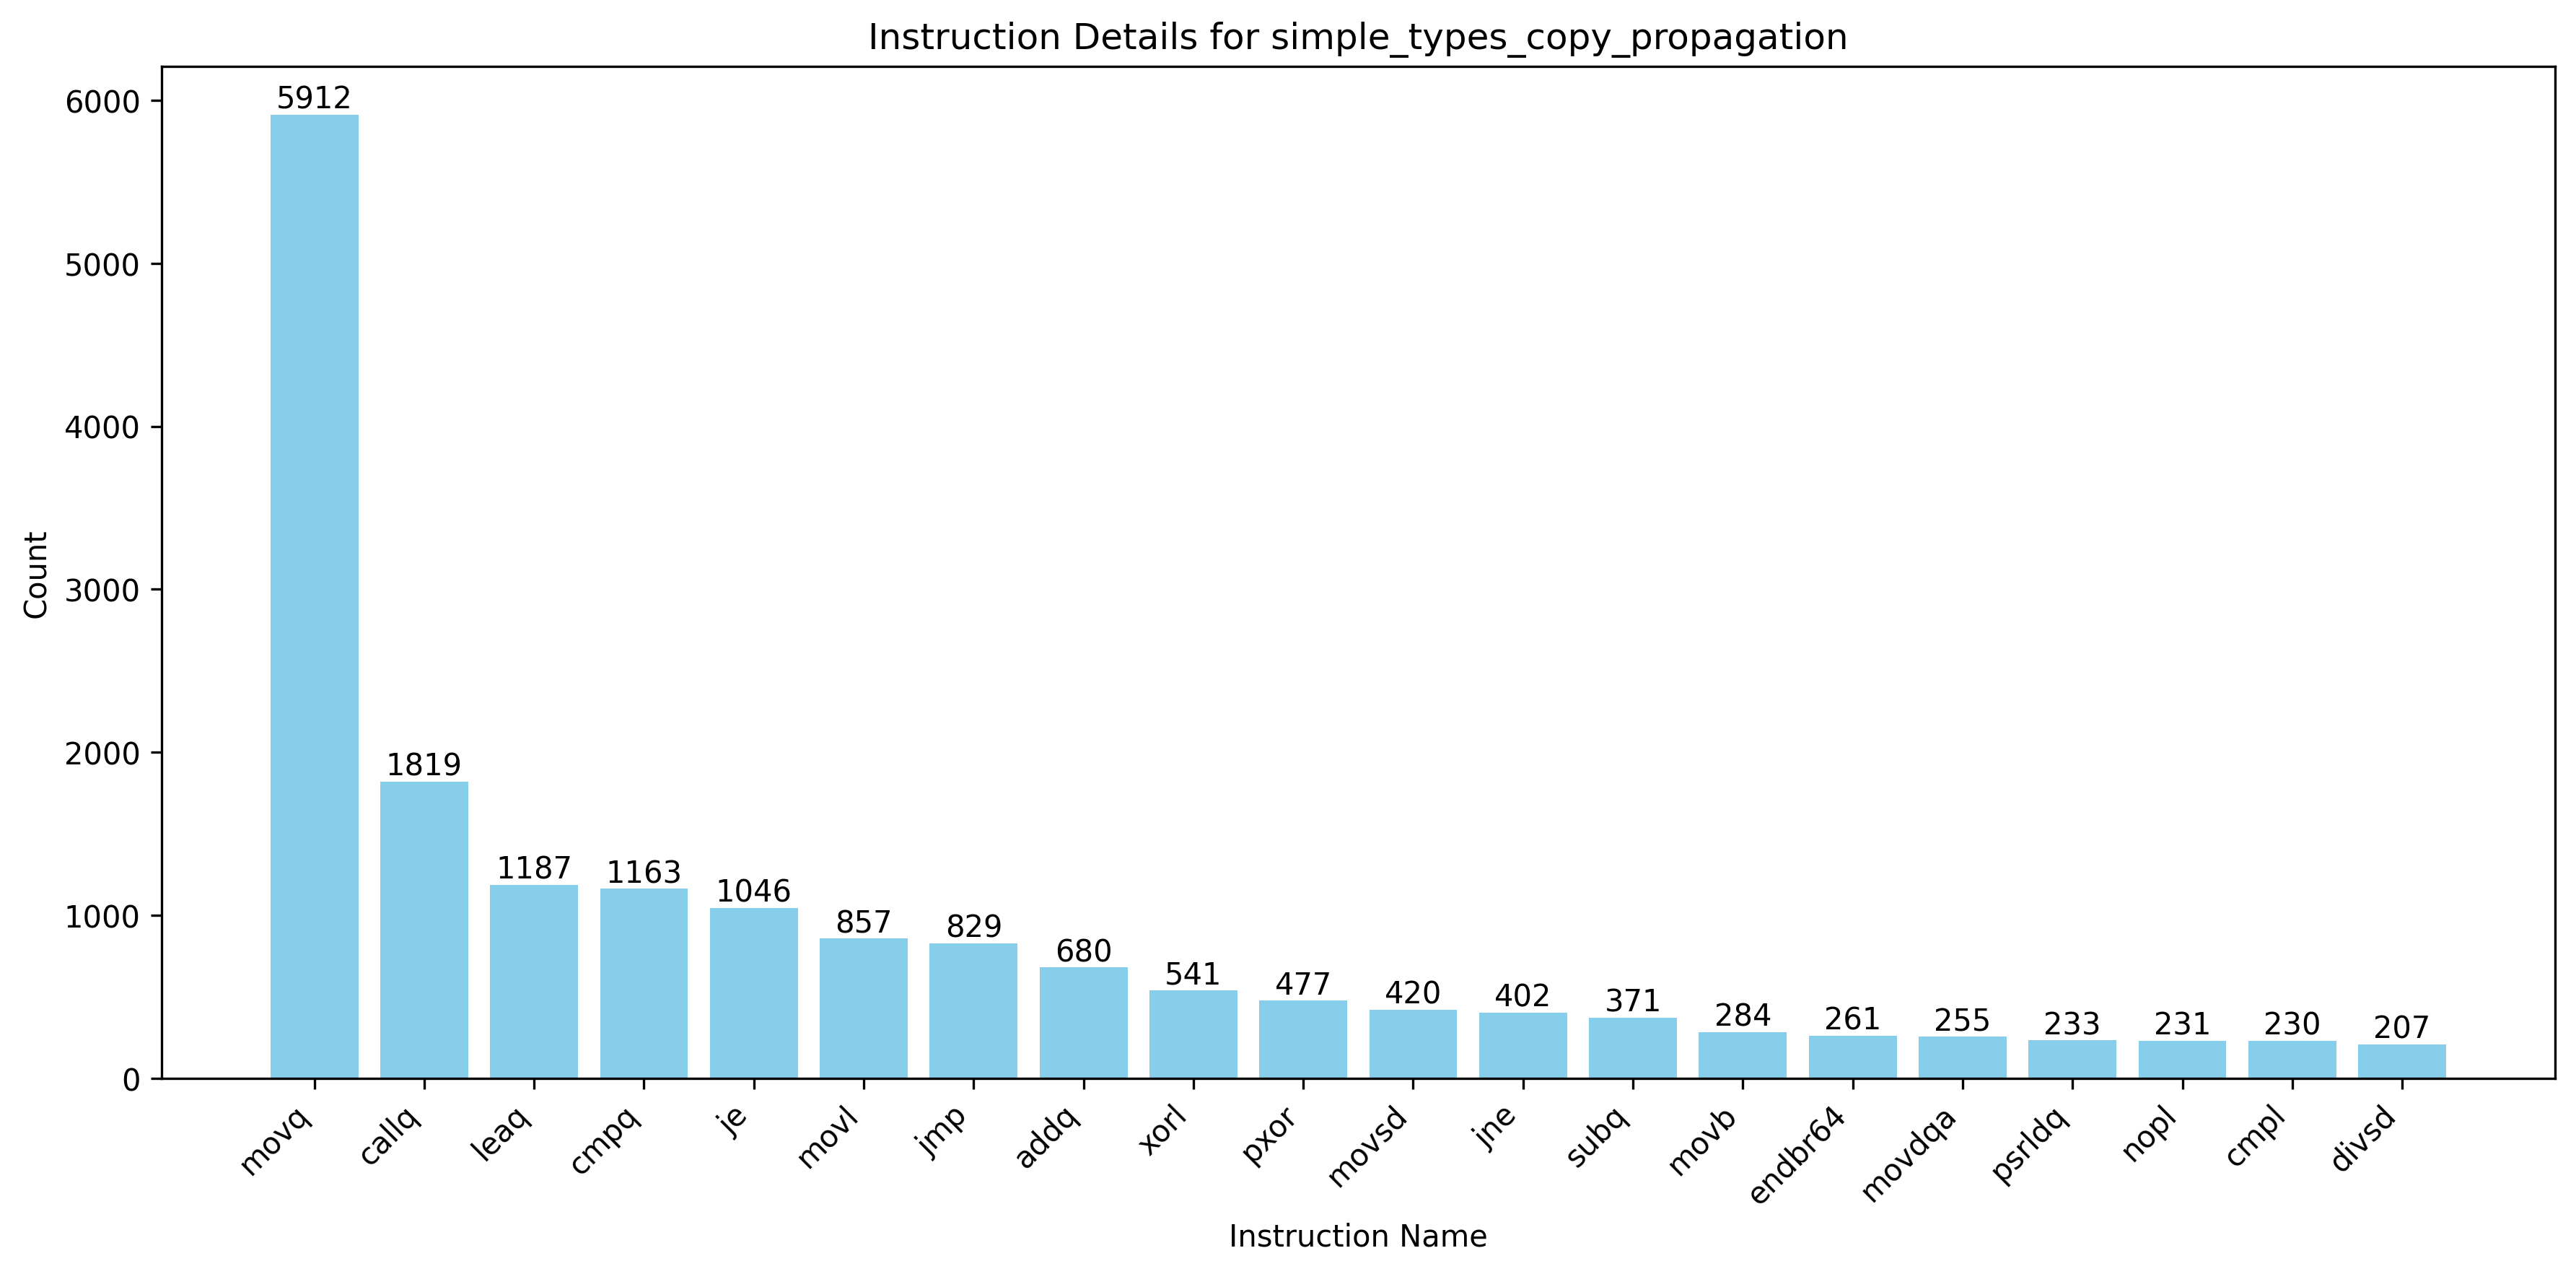 Instruction Details for simple_types_copy_propagation
Count
6000
5000
4000
3000
2000
1000
0
5912
1819
1187
1163
1046
857
829
680
541
477
420
402
371
284
261
255
233
231
230
207
movq
callq
leaq
cmpq
je
movl
jmp
addq
xorl
pxor
movsd
jne
subq
movb
endbr64
movdqa
psrldq
nopl
cmpl
divsd
Instruction Name